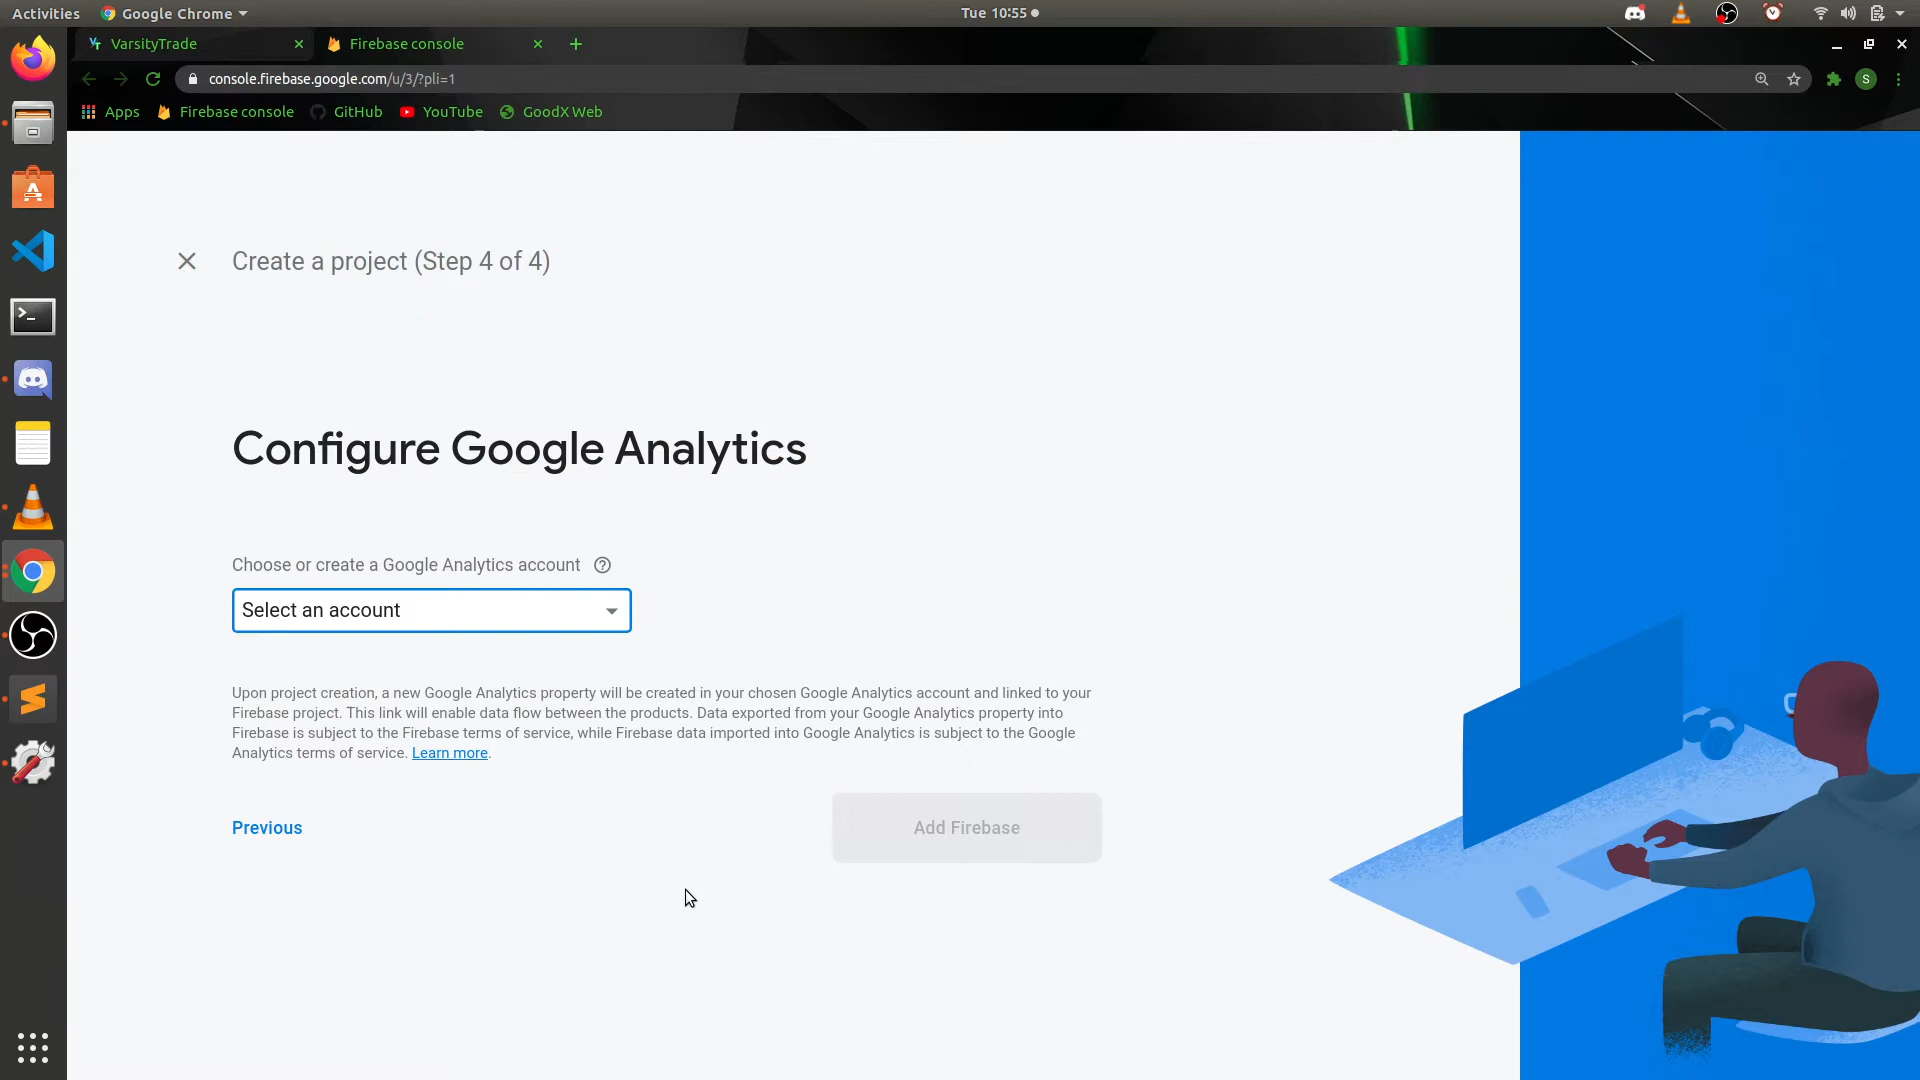 Activities
Google Chrome
Tue 10:55
VarsityTrade
Firebase console
console.firebase.google.com/u/3/?pli=1
S
Apps
Firebase console
GitHub
YouTube
GoodX Web
Create a project (Step 4 of 4)
Configure Google Analytics
Choose or create a Google Analytics account
Select an account
Upon project creation, a new Google Analytics property will be created in your chosen Google Analytics account and linked to your
Firebase project. This link will enable data flow between the products. Data exported from your Google Analytics property into
Firebase is subject to the Firebase terms of service, while Firebase data imported into Google Analytics is subject to the Google
Analytics terms of service. Learn more.
Previous
Add Firebase